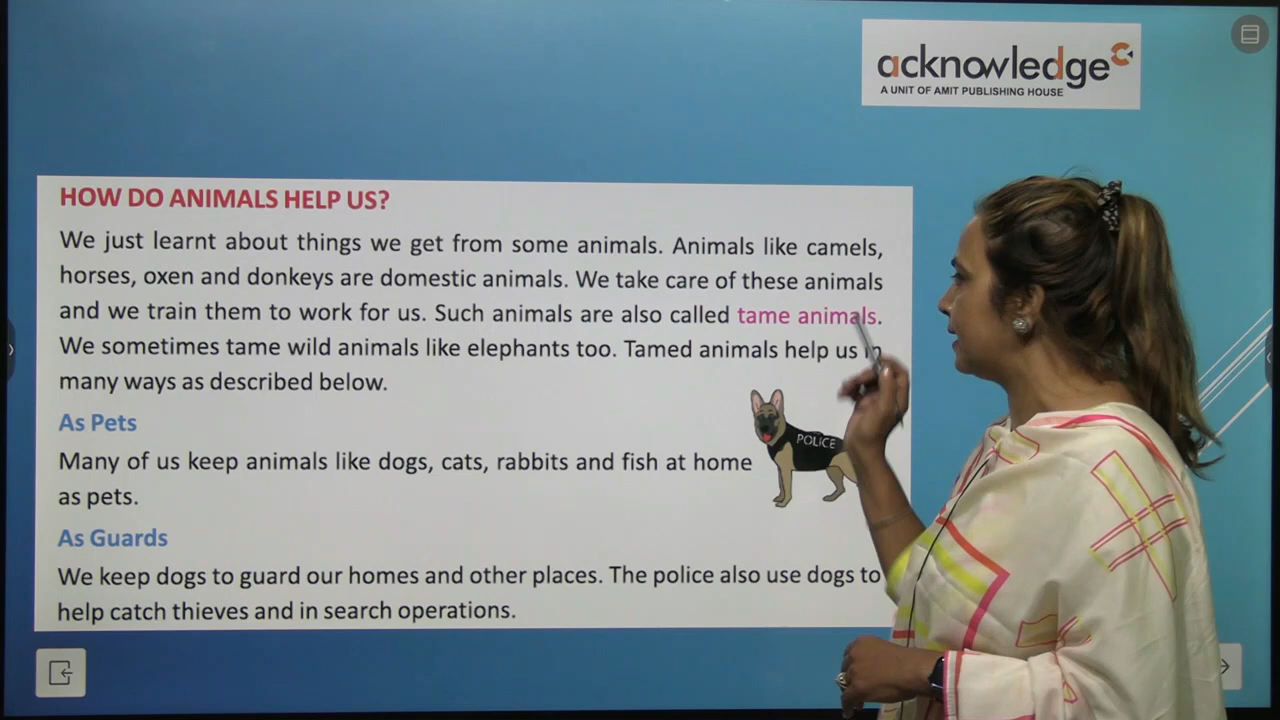 acknowledge
A UNIT OF AMIT PUBLISHING HOUSE
HOW DO ANIMALS HELP US?
We just learnt about things we get from some animals. Animals like camels,
horses, oxen and donkeys are domestic animals. We take care of these animals
and we train them to work for us. Such animals are also called tame animals.
We sometimes tame wild animals like elephants too. Tamed animals help us in
many ways as described below.
As Pets
Many of us keep animals like dogs, cats, rabbits and fish at home
as pets.
POLICE
As Guards
We keep dogs to guard our homes and other places. The police also use dogs to
help catch thieves and in search operations.